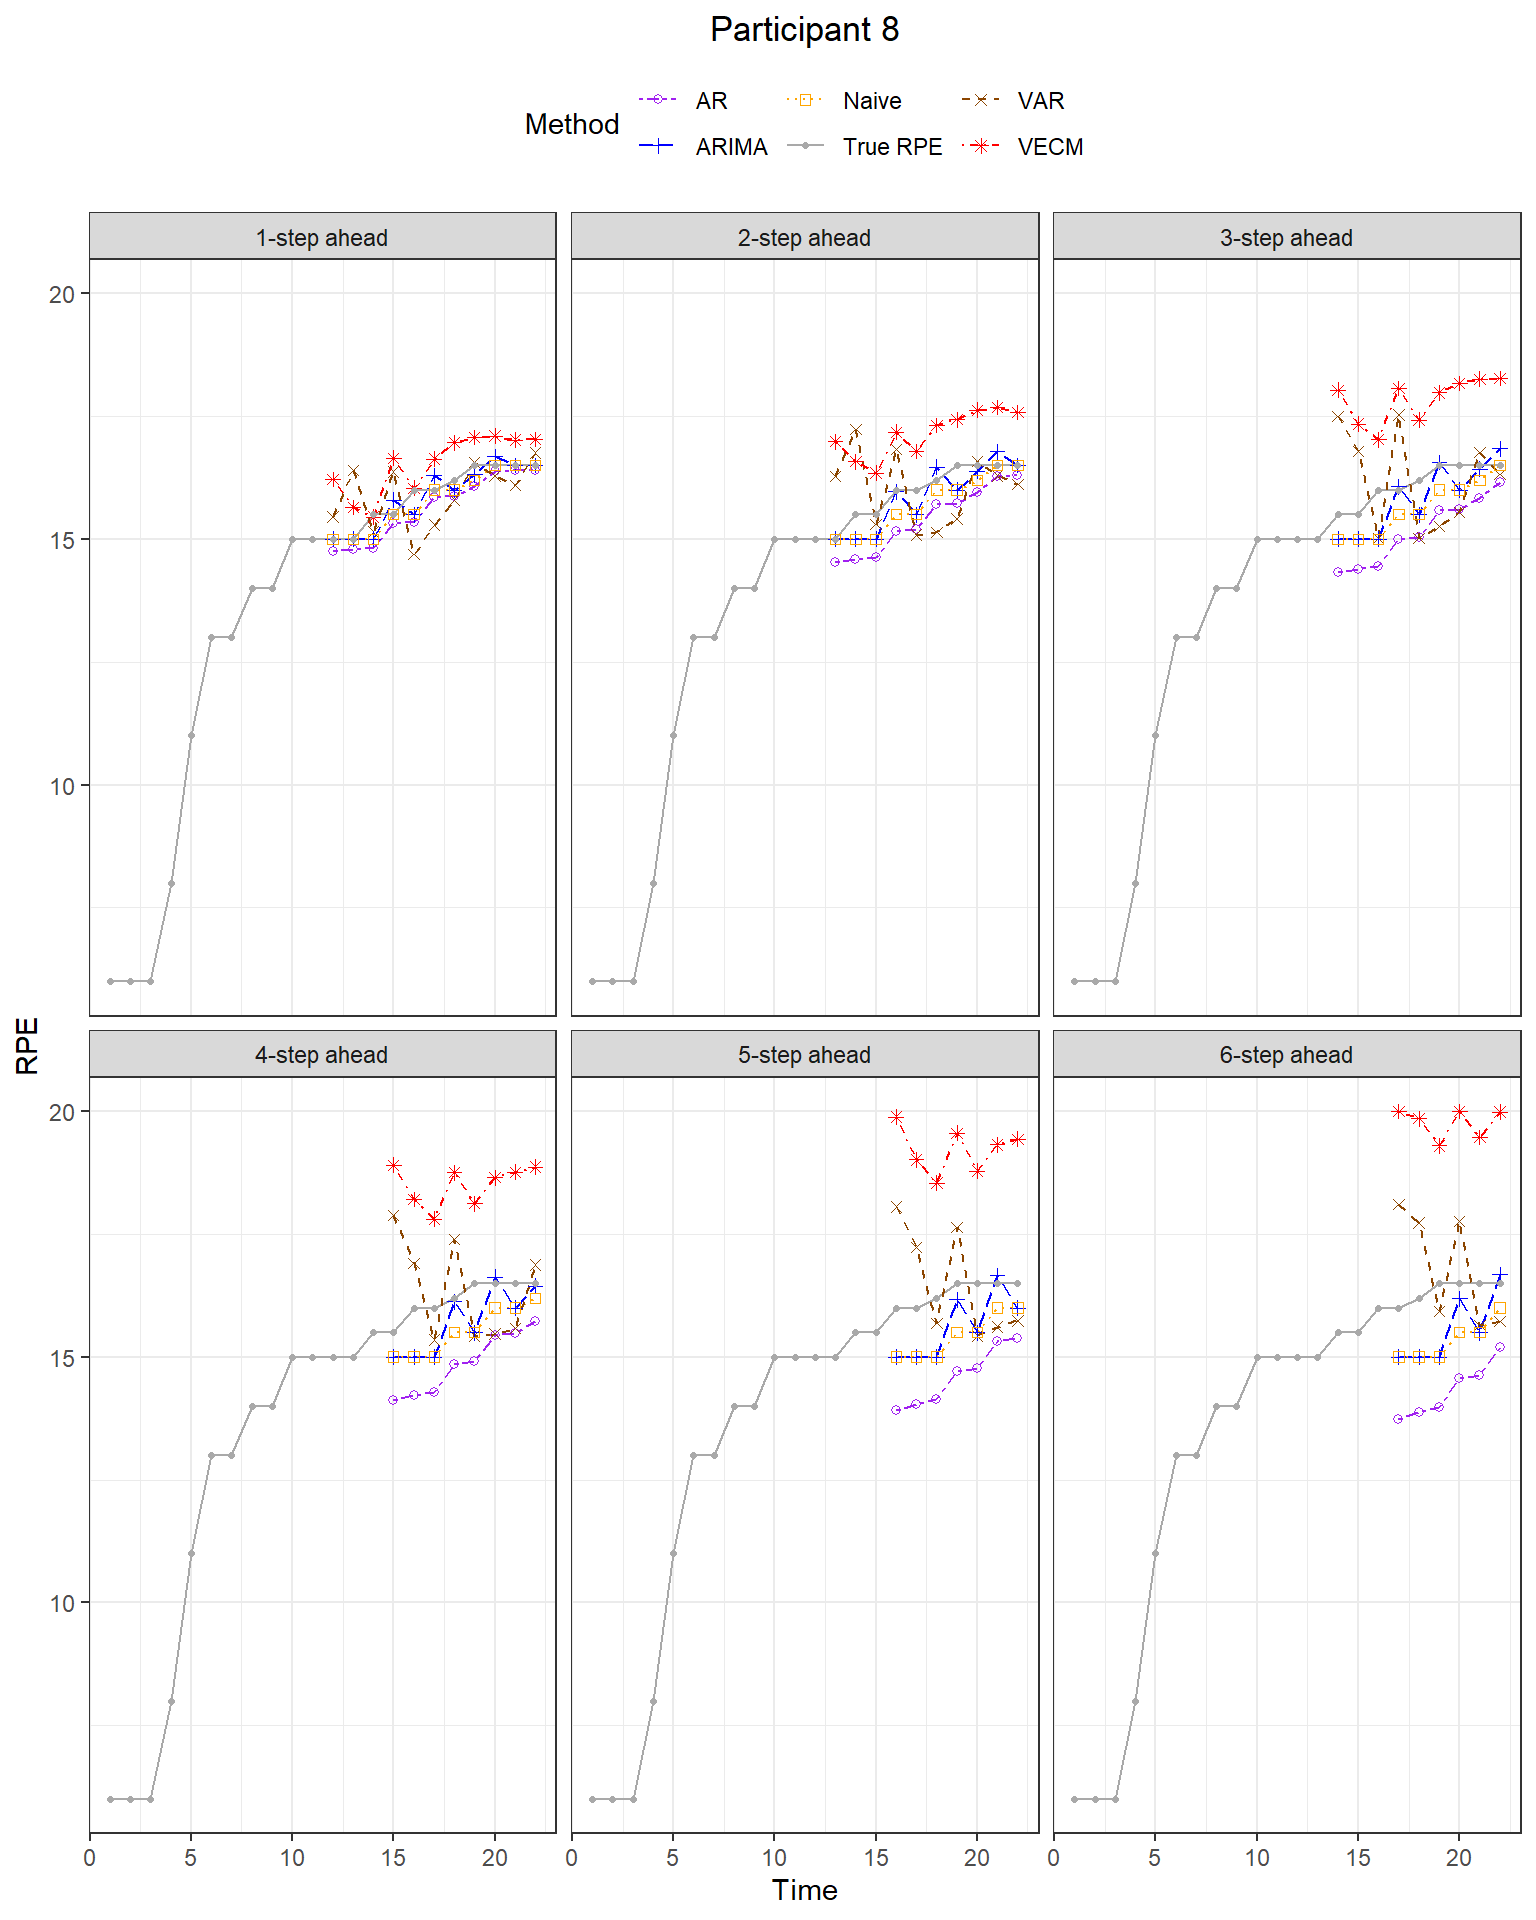 Participant 8
Method
AR
Naive
VAR
ARIMA
True RPE
VECM
1-step ahead
2-step ahead
3-step ahead
20
15
10
RPE
4-step ahead
5-step ahead
6-step ahead
20
15
10
0 5 10 15 20
0 5 10 15 20
0 5 10 15 20
Time